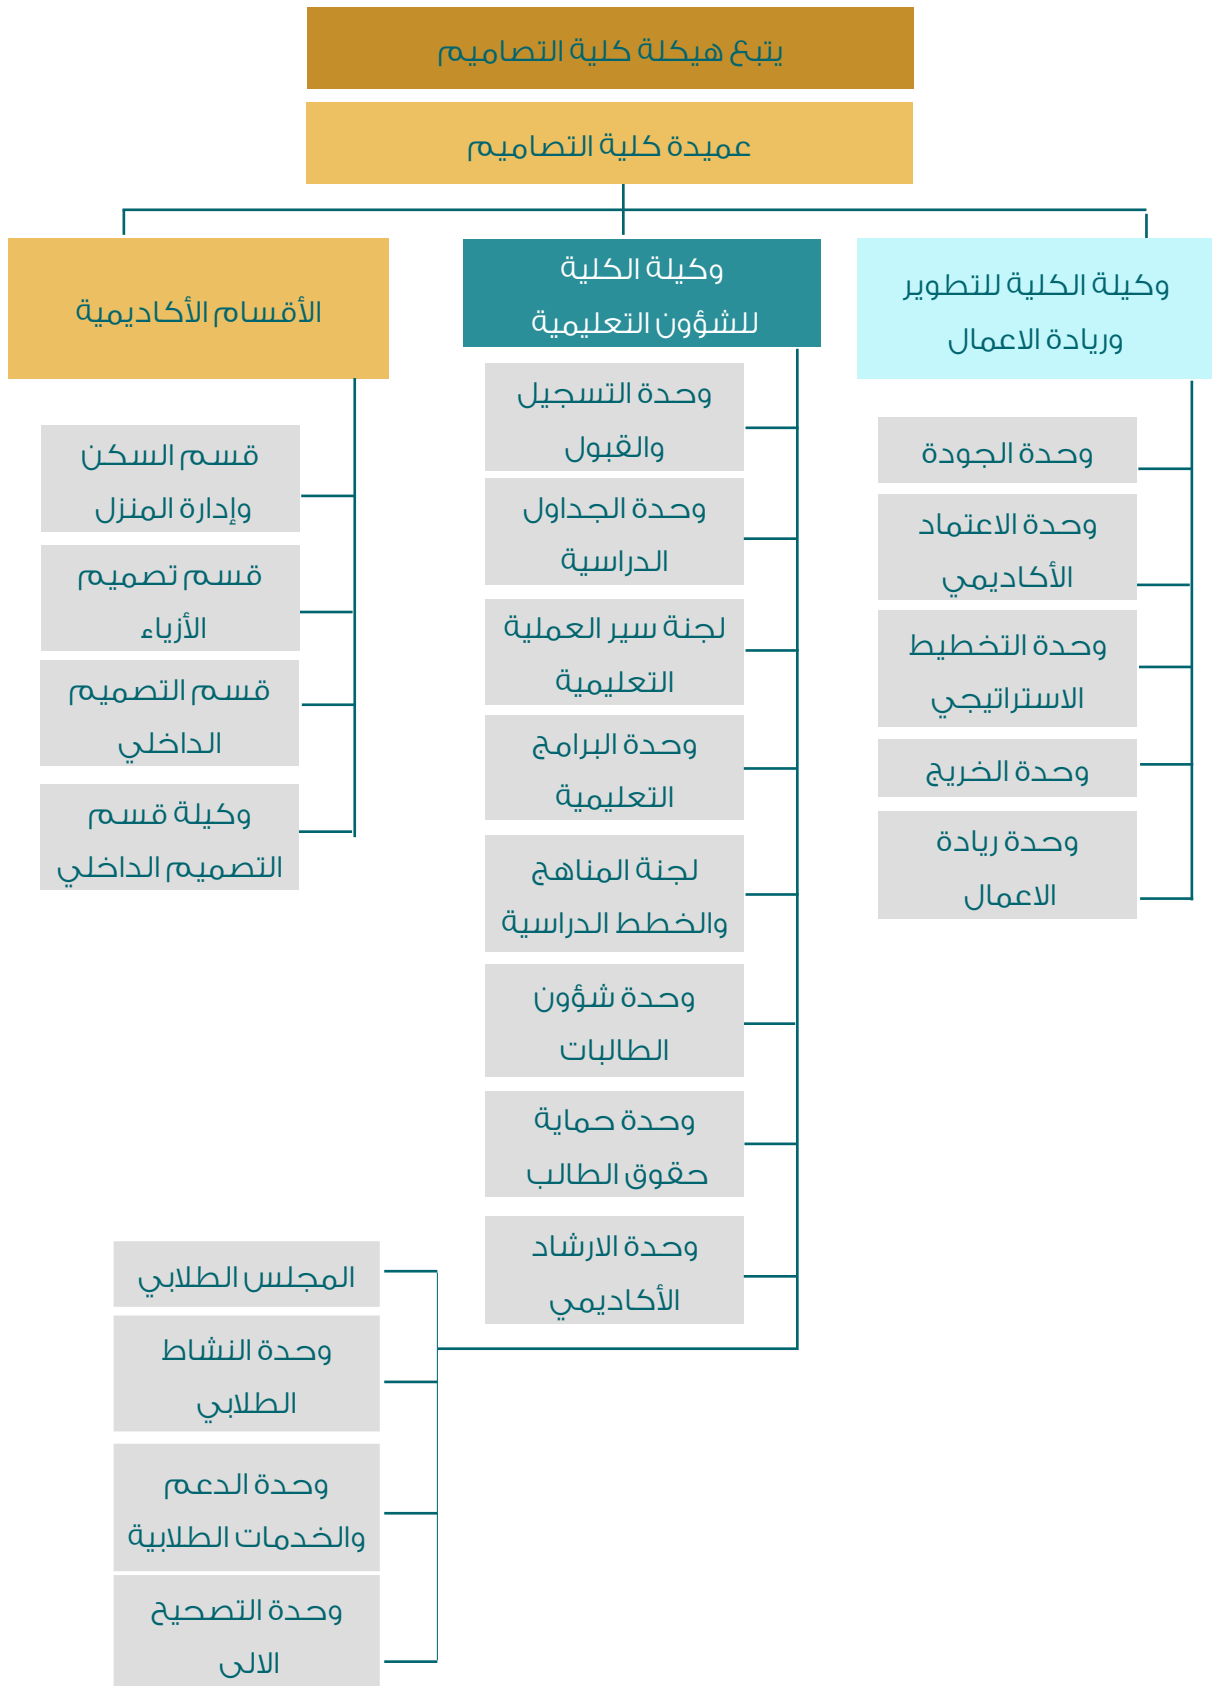 يتبع هيكلة كلية التصاميم
عميدة كلية التصاميم
وكيلة الكلية للتطوير
وريادة الاعمال
وحدة الجودة
وحدة الاعتماد
الأكاديمي
وحدة التخطيط
الاستراتيجي
وحدة الخريج
وحدة ريادة
الاعمال
وكيلة الكلية
للشؤون التعليمية
وحدة التسجيل
والقبول
وحدة الجداول
الدراسية
لجنة سير العملية
التعليمية
وحدة البرامج
التعليمية
لجنة المناهج
والخطط الدراسية
وحدة شؤون
الطالبات
وحدة حماية
حقوق الطالب
وحدة الارشاد
الأكاديمي
المجلس الطلابي
وحدة النشاط
الطلابي
وحدة الدعم
والخدمات الطلابية
وحدة التصحيح
الالى
الأقسام الأكاديمية
قسم السكن
وإدارة المنزل
قسم تصميم
الأزياء
قسم التصميم
الداخلي
وكيلة قسم
التصميم الداخلي